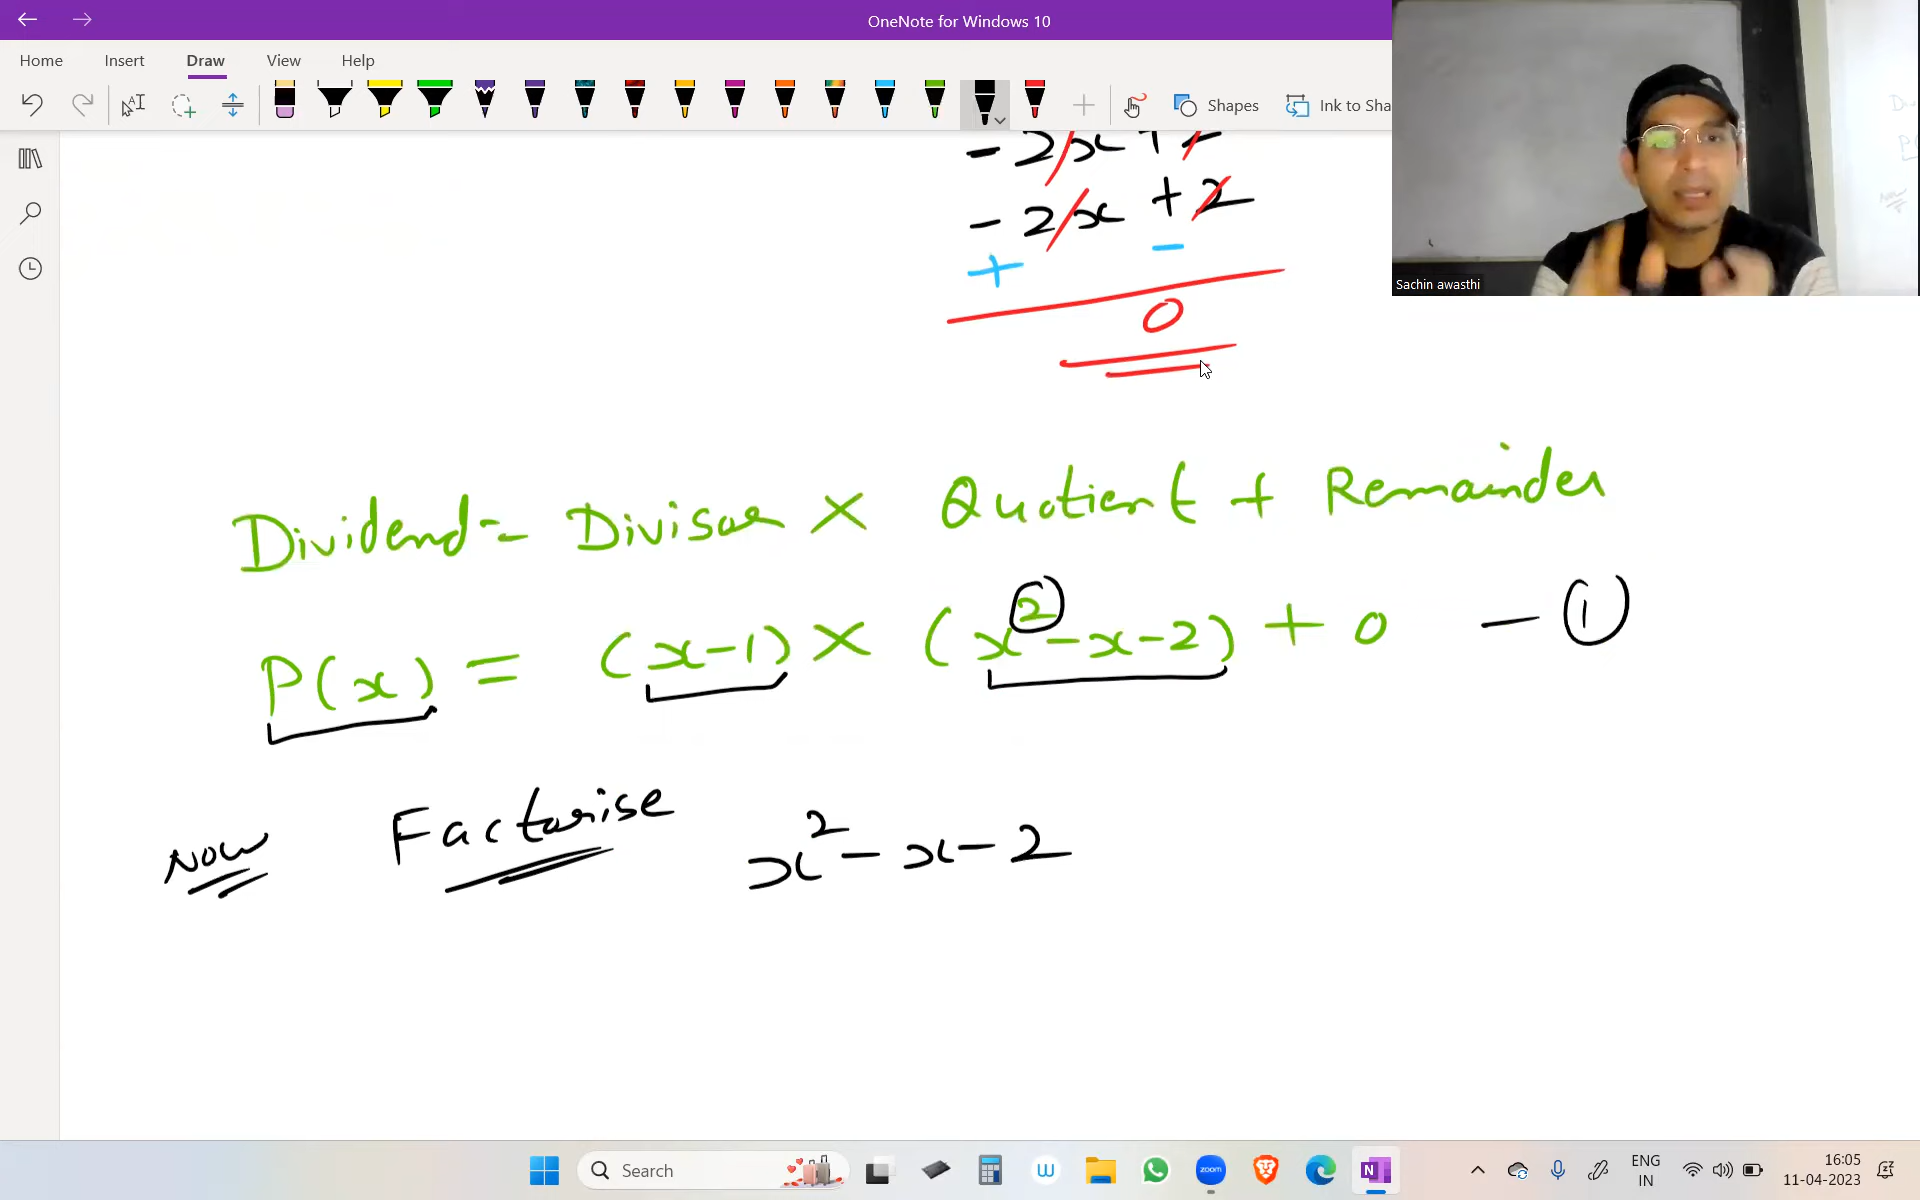 OneNote for Windows 10
Home Insert Draw View Help
Shapes Ink to Sha
- 2x +
- 2x + 2
+ -
0
Sachin awasthi
Dividend = Divisor × Quotient + Remainder
P(x) = (x-1) × (x²-x-2) + 0 - ①
Now Factorise x² - x - 2
Search
zoom
ENG
IN
16:05
11-04-2023